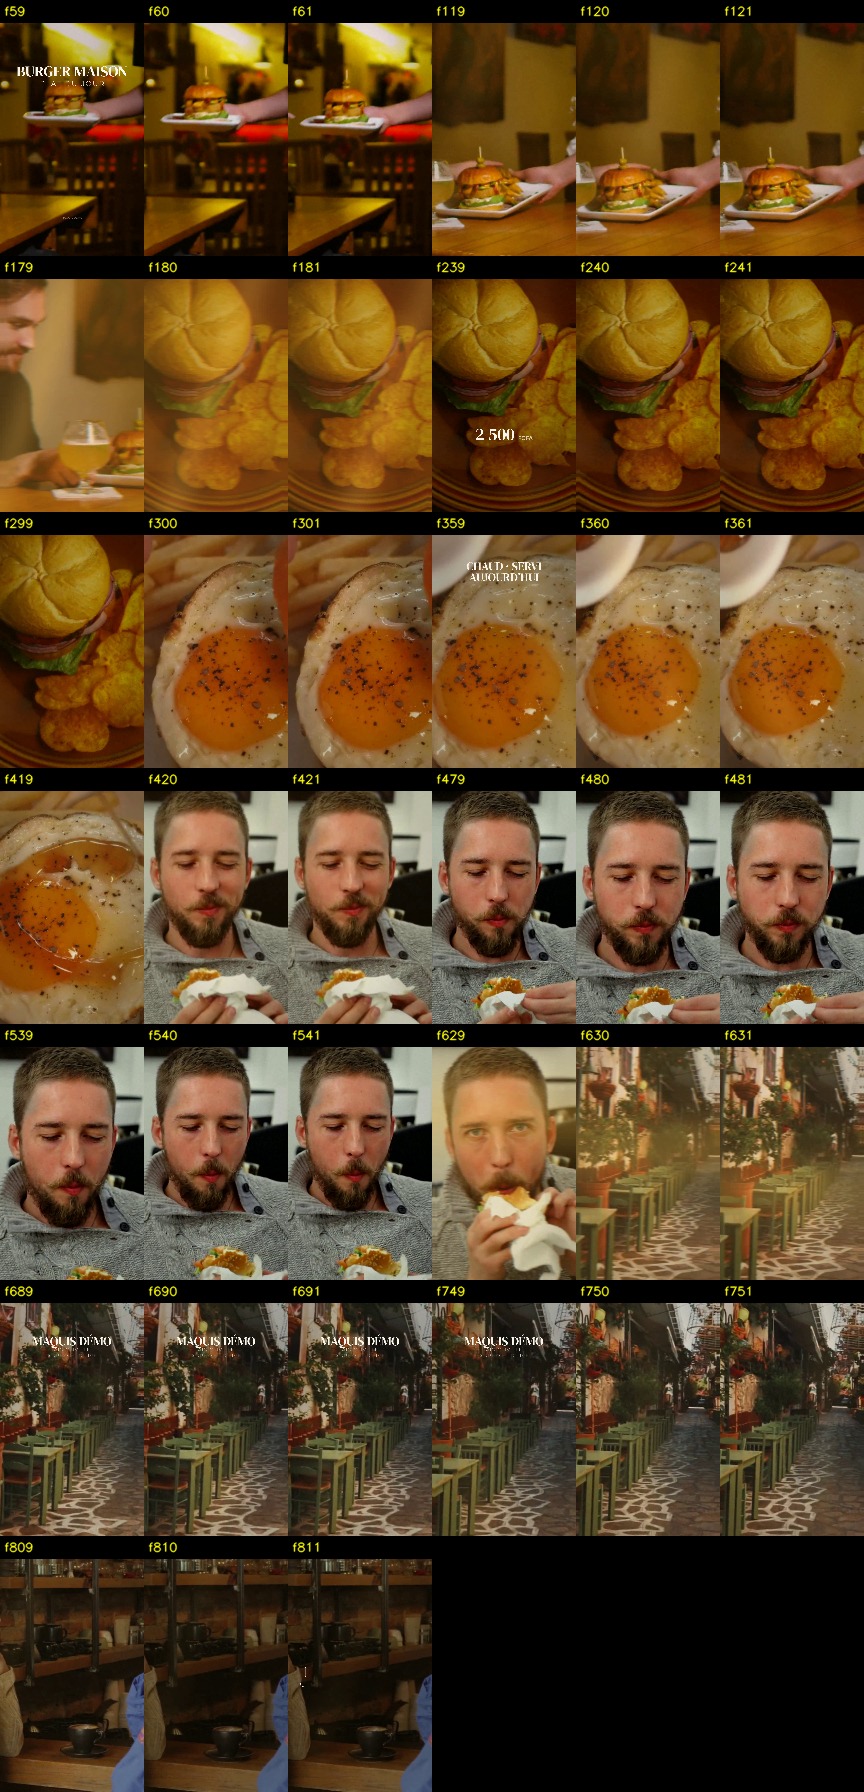 f59 f60 f61 f119 f120 f121
BURGER MAISON
f179 f180 f181 f239 f240 f241
2 500 FCFA
f299 f300 f301 f359 f360 f361
CHAUD · SERVI
AUJOURD'HUI
f419 f420 f421 f479 f480 f481
f539 f540 f541 f629 f630 f631
f689 f690 f691 f749 f750 f751
MAQUIS DÉMO MAQUIS DÉMO MAQUIS DÉMO MAQUIS DÉMO
f809 f810 f811